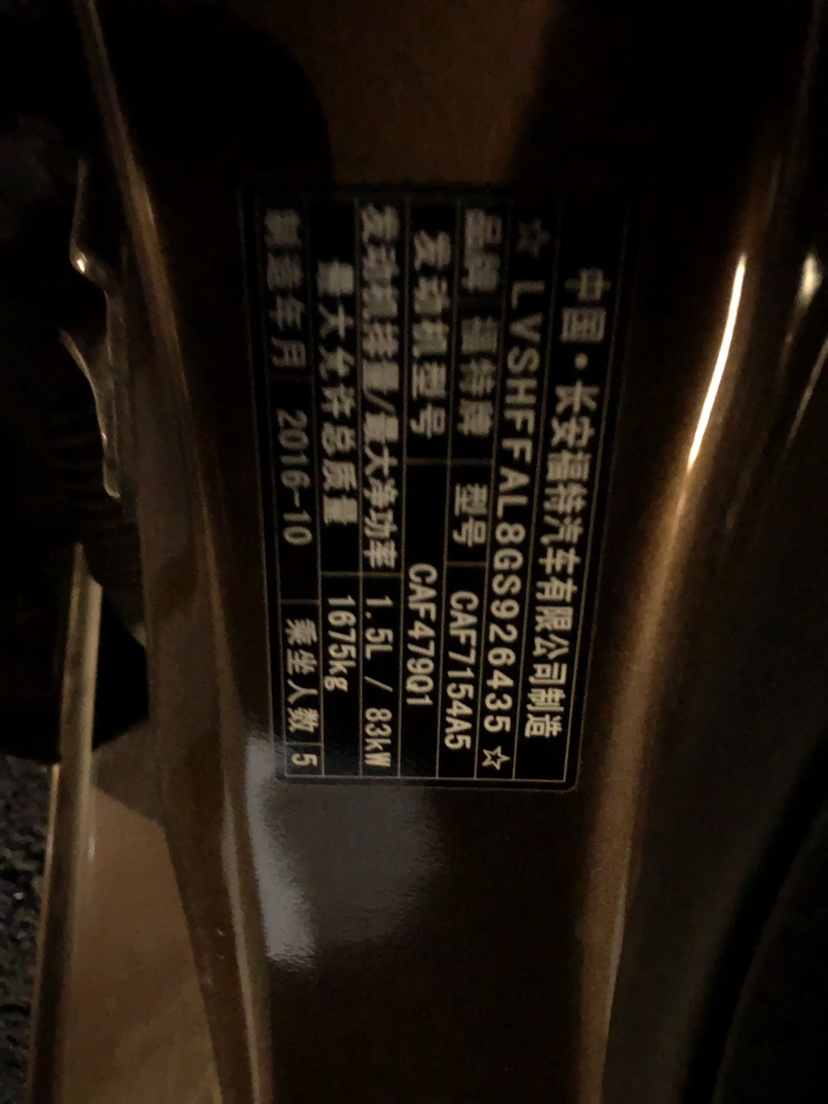 中国·长安福特汽车有限公司制造
☆ LVSHFFAL8GS926435 ☆
品牌 福特牌 型号 CAF7154A5
发动机型号 CAF479Q1
发动机排量/最大净功率 1.5L / 83kW
最大允许总质量 1675kg
制造年月 2016-10 乘坐人数 5